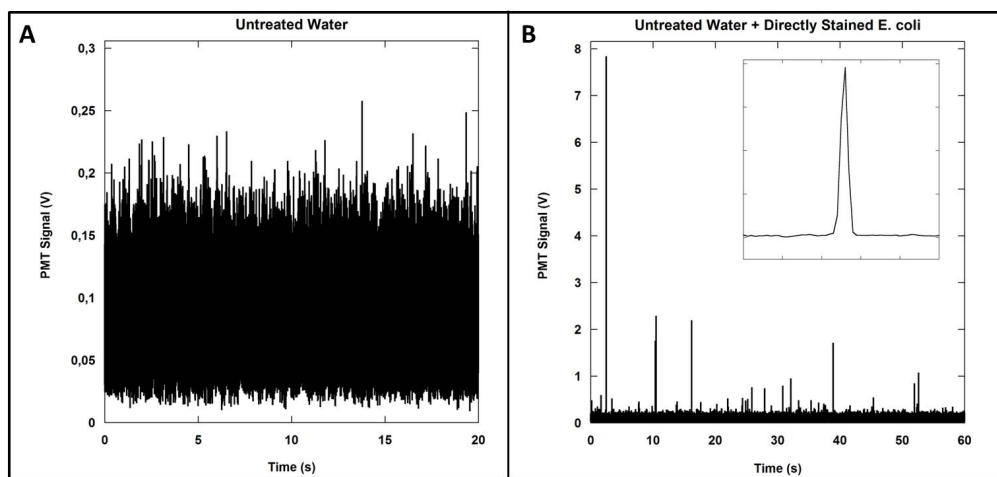 A
Untreated Water
PMT Signal (V)
0,3
0,25
0,2
0,15
0,1
0,05
0
0 5 10 15 20
Time (s)
B
Untreated Water + Directly Stained E. coli
PMT Signal (V)
8
7
6
5
4
3
2
1
0
0 10 20 30 40 50 60
Time (s)